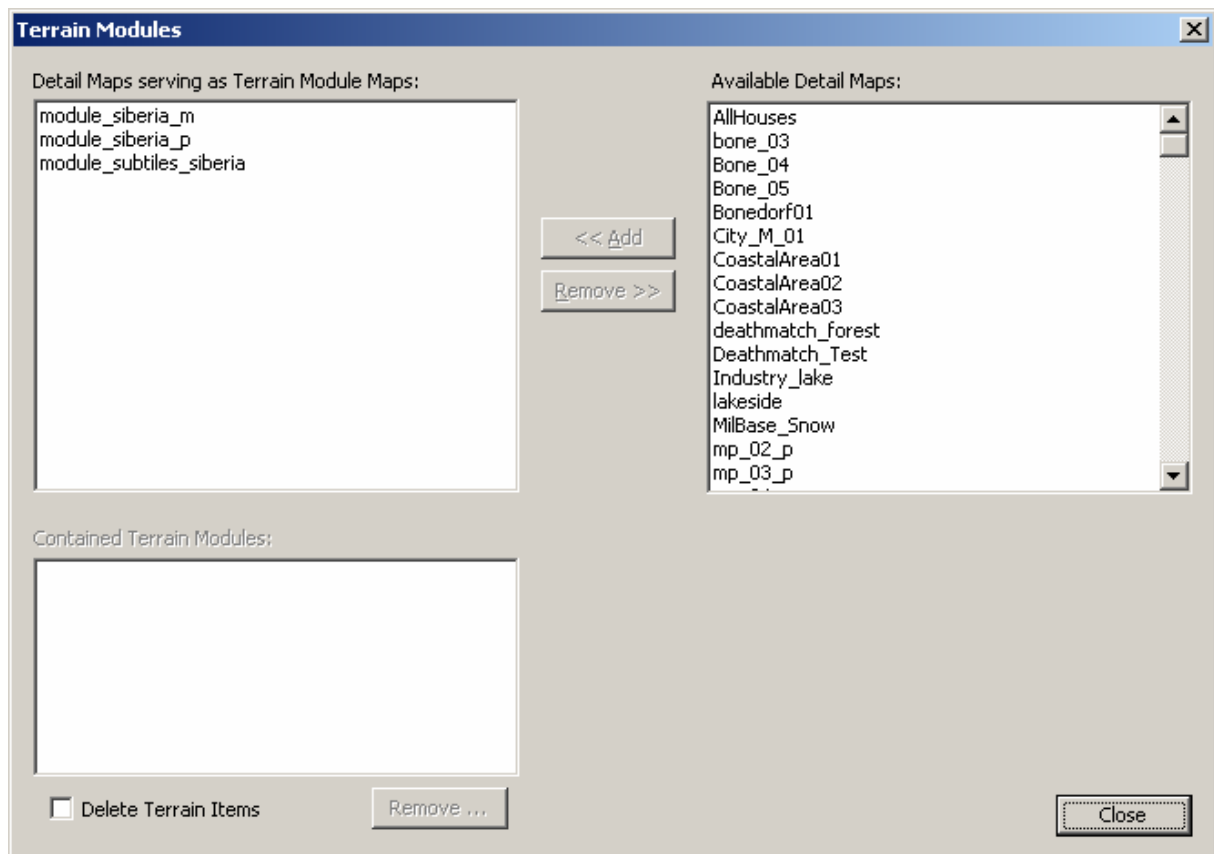 Terrain Modules
Detail Maps serving as Terrain Module Maps:
module_siberia_m
module_siberia_p
module_subtiles_siberia
<< Add
Remove >>
Available Detail Maps:
AllHouses
bone_03
Bone_04
Bone_05
Bonedorf01
City_M_01
CoastalArea01
CoastalArea02
CoastalArea03
deathmatch_forest
Deathmatch_Test
Industry_lake
lakeside
MilBase_Snow
mp_02_p
mp_03_p
Contained Terrain Modules:
Delete Terrain Items
Remove ...
Close